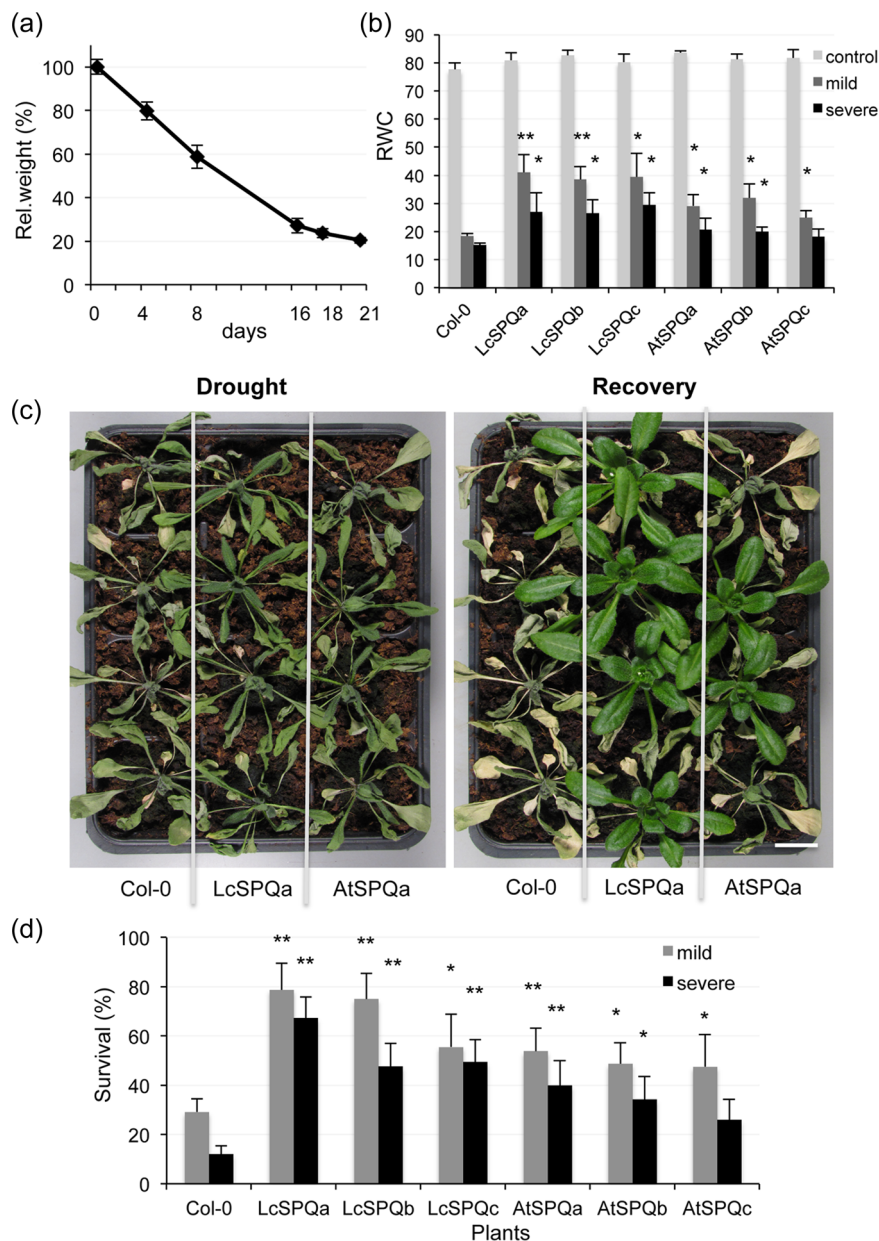 (a)
100
80
60
40
20
0
Rel.weight (%)
0 4 8 16 18 21
days
(b)
90
80
70
60
50
40
30
20
10
0
RWC
control
mild
severe
** * ** * * * * * * * *
Col-0 LcSPQa LcSPQb LcSPQc AtSPQa AtSPQb AtSPQc
Drought Recovery
(c)
Col-0 LcSPQa AtSPQa Col-0 LcSPQa AtSPQa
(d)
100
80
60
40
20
0
Survival (%)
mild
severe
** ** ** ** * ** ** ** * * *
Col-0 LcSPQa LcSPQb LcSPQc AtSPQa AtSPQb AtSPQc
Plants